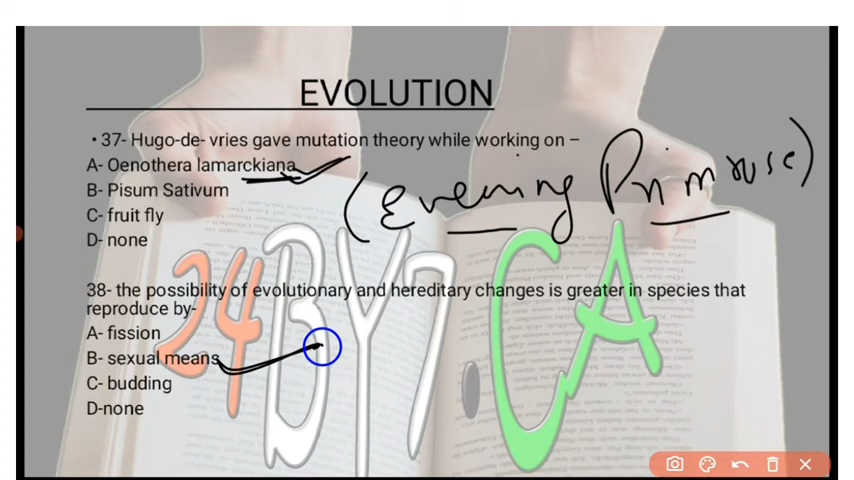 EVOLUTION
• 37- Hugo-de- vries gave mutation theory while working on –
A- Oenothera lamarckiana
(Evening Primrose)
B- Pisum Sativum
C- fruit fly
D- none
38- the possibility of evolutionary and hereditary changes is greater in species that
reproduce by-
A- fission
B- sexual means
C- budding
D-none
24BY7.CA